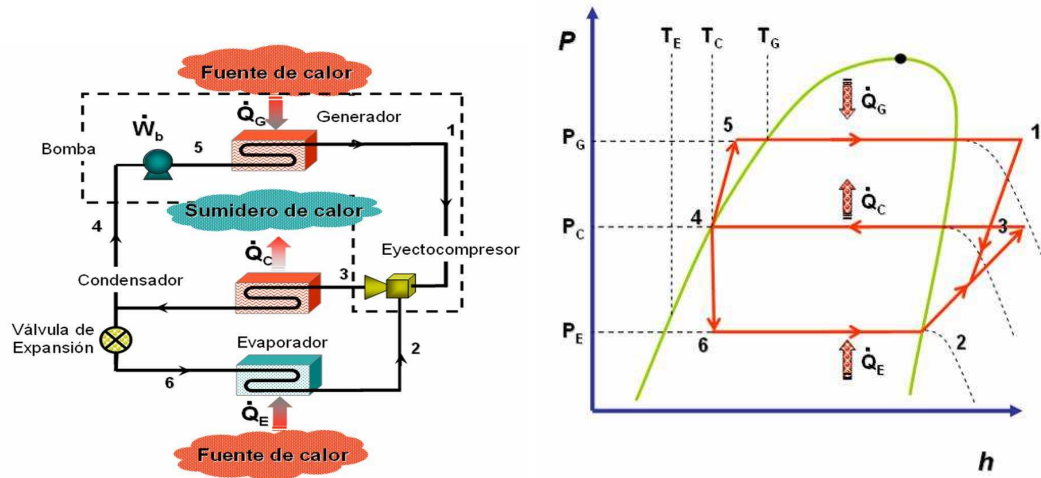 Fuente de calor
Q̇G
Generador
1
Ẇb
Bomba
5
Sumidero de calor
4
Q̇C
Eyectocompresor
Condensador
3
Válvula de
Expansión
Evaporador
2
6
Q̇E
Fuente de calor
P
TE
TC
TG
Q̇G
5
PG
1
Q̇C
4
PC
3
PE
6
2
Q̇E
h